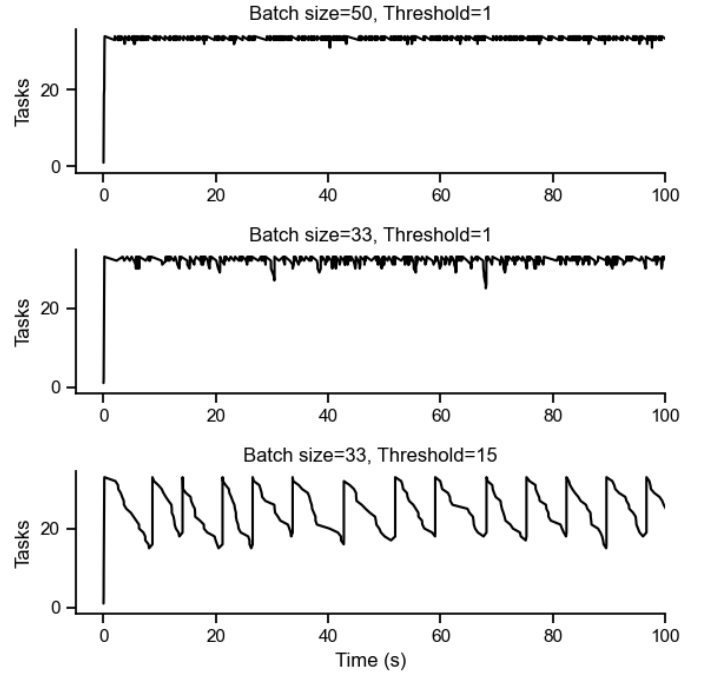 Batch size=50, Threshold=1
Tasks
20
0
0 20 40 60 80 100
Batch size=33, Threshold=1
Tasks
20
0
0 20 40 60 80 100
Batch size=33, Threshold=15
Tasks
20
0
0 20 40 60 80 100
Time (s)